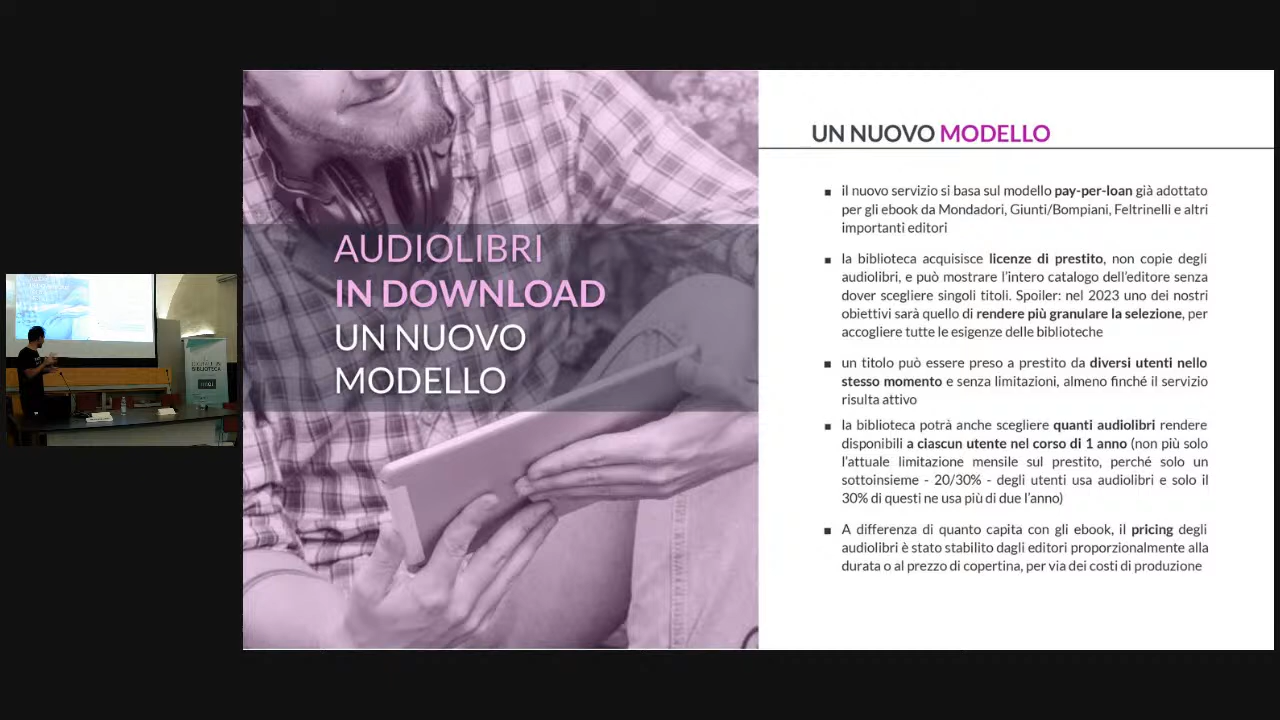 AUDIOLIBRI
IN DOWNLOAD
UN NUOVO
MODELLO
UN NUOVO MODELLO
il nuovo servizio si basa sul modello pay-per-loan già adottato
per gli ebook da Mondadori, Giunti/Bompiani, Feltrinelli e altri
importanti editori
la biblioteca acquisisce licenze di prestito, non copie degli
audiolibri, e può mostrare l'intero catalogo dell'editore senza
dover scegliere singoli titoli. Spoiler: nel 2023 uno dei nostri
obiettivi sarà quello di rendere più granulare la selezione, per
accogliere tutte le esigenze delle biblioteche
un titolo può essere preso a prestito da diversi utenti nello
stesso momento e senza limitazioni, almeno finché il servizio
risulta attivo
la biblioteca potrà anche scegliere quanti audiolibri rendere
disponibili a ciascun utente nel corso di 1 anno (non più solo
l'attuale limitazione mensile sul prestito, perché solo un
sottoinsieme - 20/30% - degli utenti usa audiolibri e solo il
30% di questi ne usa più di due l'anno)
A differenza di quanto capita con gli ebook, il pricing degli
audiolibri è stato stabilito dagli editori proporzionalmente alla
durata o al prezzo di copertina, per via dei costi di produzione
BIBLIOTECA